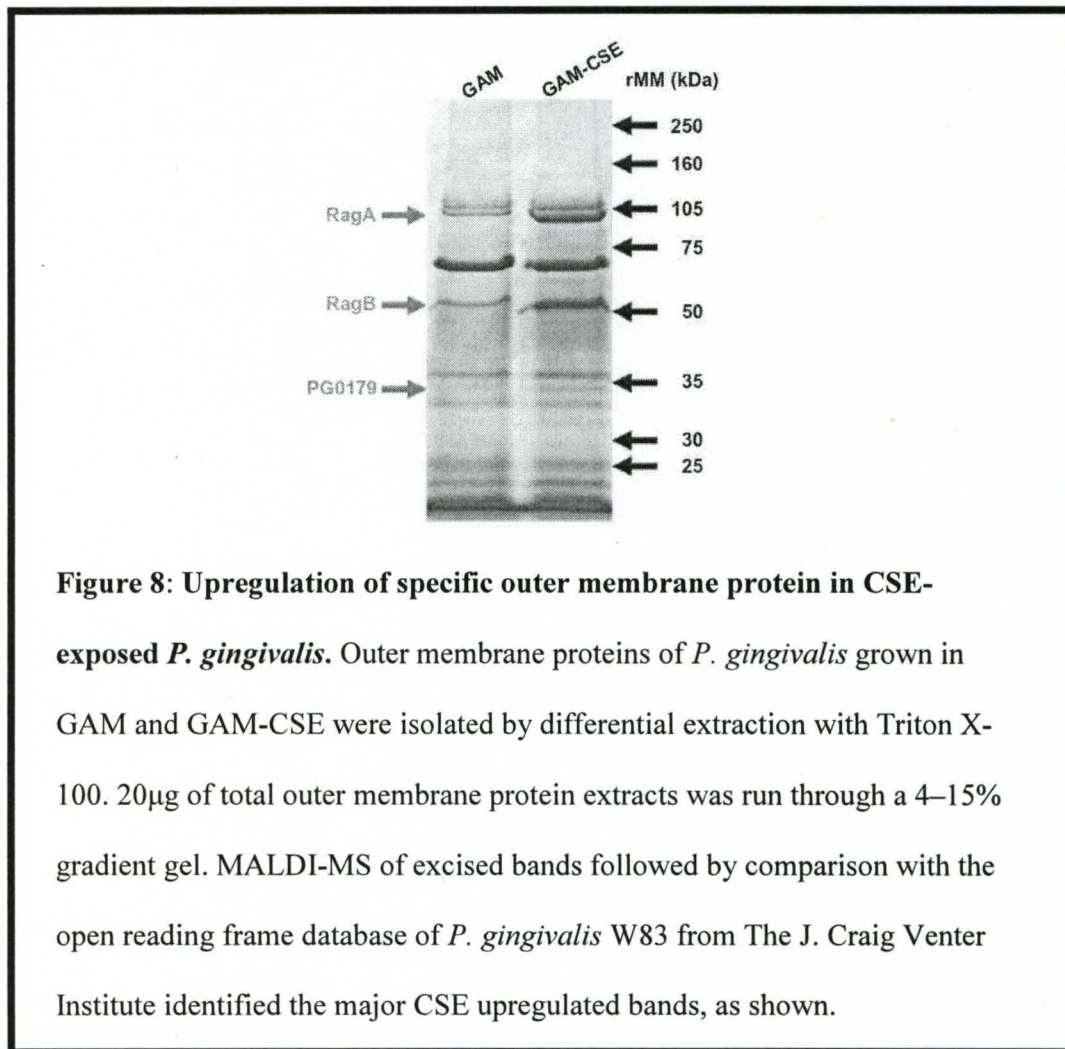 GAM GAM-CSE rMM (kDa)
250
160
RagA 105
75
RagB 50
PG0179 35
30
25
Figure 8: Upregulation of specific outer membrane protein in CSE-
exposed P. gingivalis. Outer membrane proteins of P. gingivalis grown in
GAM and GAM-CSE were isolated by differential extraction with Triton X-
100. 20μg of total outer membrane protein extracts was run through a 4–15%
gradient gel. MALDI-MS of excised bands followed by comparison with the
open reading frame database of P. gingivalis W83 from The J. Craig Venter
Institute identified the major CSE upregulated bands, as shown.